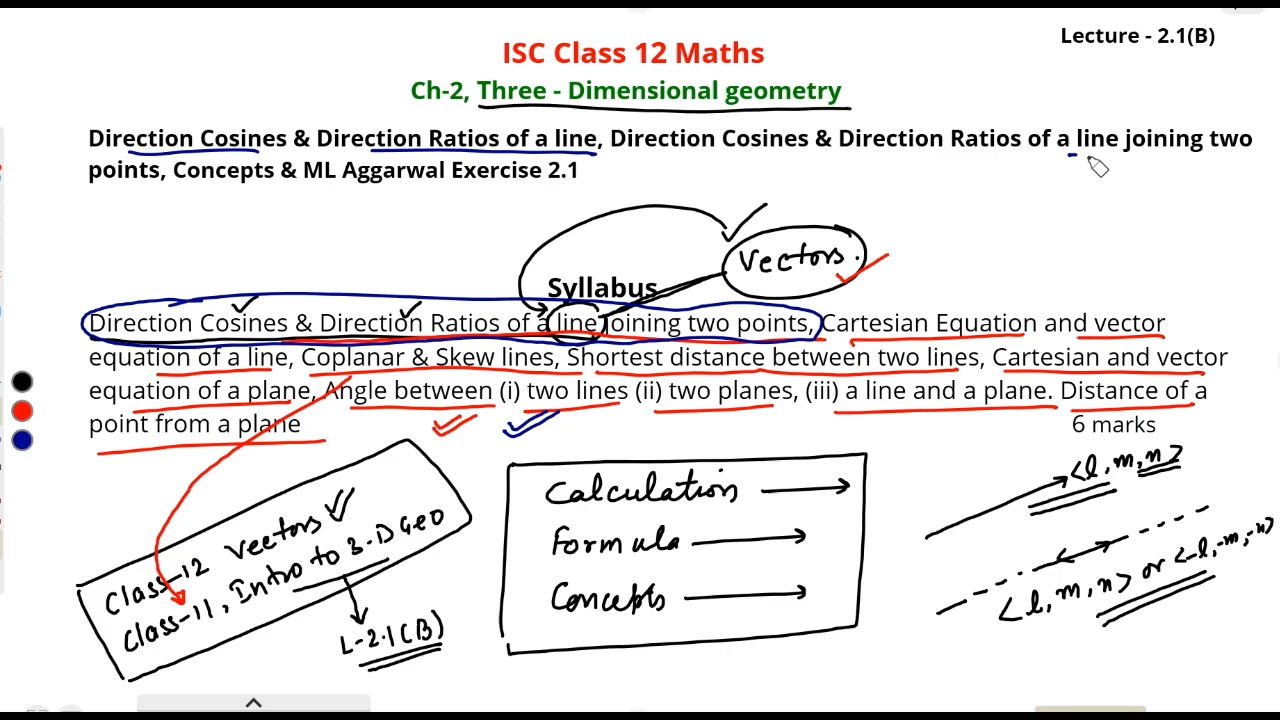 Lecture - 2.1(B)
ISC Class 12 Maths
Ch-2, Three - Dimensional geometry
Direction Cosines & Direction Ratios of a line, Direction Cosines & Direction Ratios of a line joining two
points, Concepts & ML Aggarwal Exercise 2.1
Vectors.
Syllabus
Direction Cosines & Direction Ratios of a line joining two points, Cartesian Equation and vector
equation of a line, Coplanar & Skew lines, Shortest distance between two lines, Cartesian and vector
equation of a plane, Angle between (i) two lines (ii) two planes, (iii) a line and a plane. Distance of a
point from a plane
6 marks
Class-12 Vectors
Class-11, Intro to 3-D Geo
L-2.1(B)
Calculation
Formula
Concepts
<l, m, n>
<l, m, n> or <-l, -m, -n>